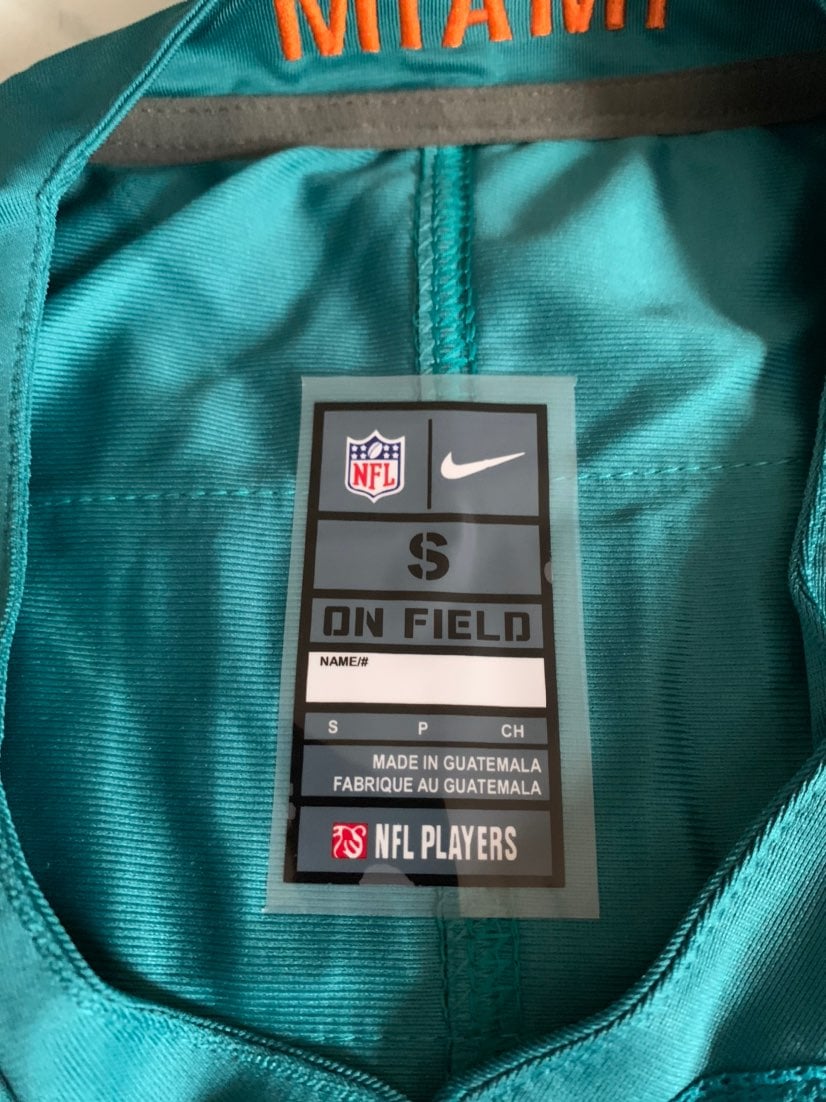 MIAMI
NFL
S
ON FIELD
NAME/#
S P CH
MADE IN GUATEMALA
FABRIQUE AU GUATEMALA
NFL PLAYERS